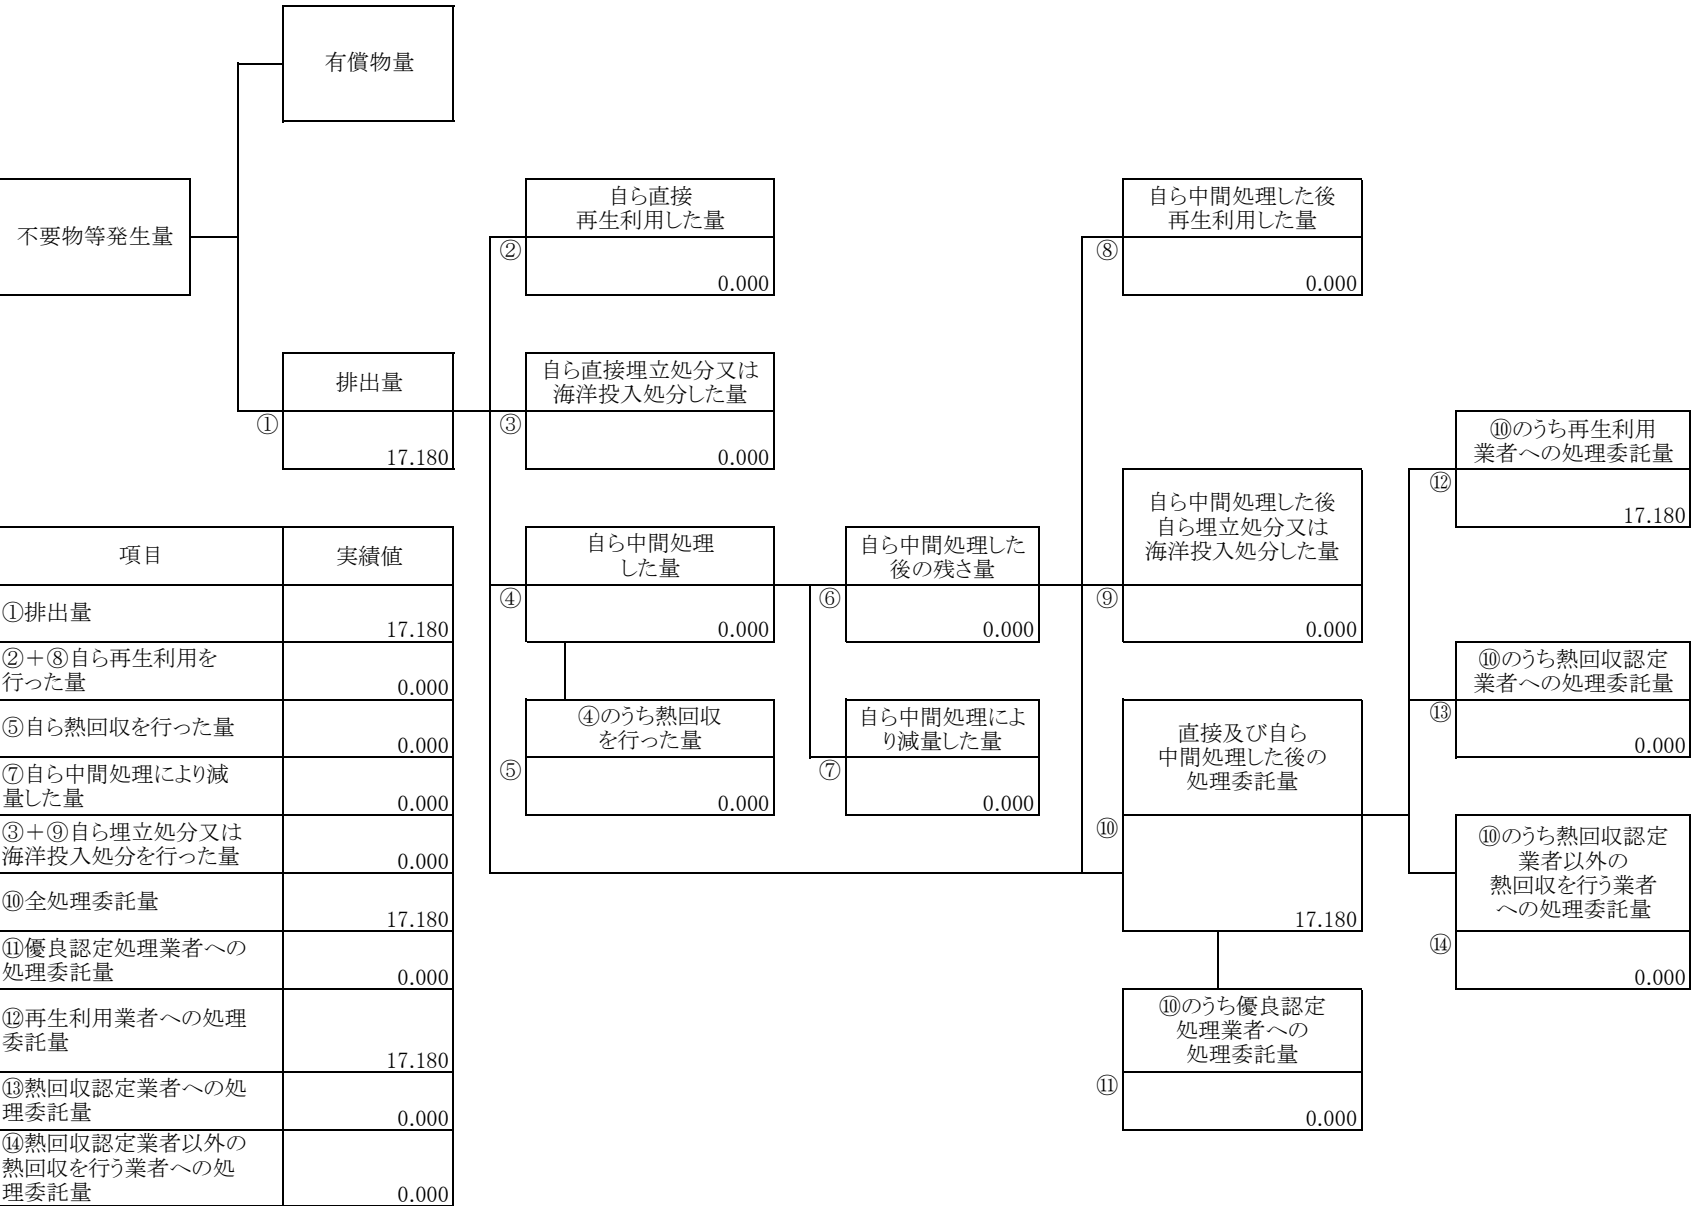 有償物量
不要物等発生量
排出量
①
17.180
自ら直接
再生利用した量
②
0.000
自ら直接埋立処分又は
海洋投入処分した量
③
0.000
自ら中間処理
した量
④
0.000
④のうち熱回収
を行った量
⑤
0.000
自ら中間処理した
後の残さ量
⑥
0.000
自ら中間処理によ
り減量した量
⑦
0.000
自ら中間処理した後
再生利用した量
⑧
0.000
自ら中間処理した後
自ら埋立処分又は
海洋投入処分した量
⑨
0.000
直接及び自ら
中間処理した後の
処理委託量
⑩
17.180
⑩のうち優良認定
処理業者への
処理委託量
⑪
0.000
⑩のうち再生利用
業者への処理委託量
⑫
17.180
⑩のうち熱回収認定
業者への処理委託量
⑬
0.000
⑩のうち熱回収認定
業者以外の
熱回収を行う業者
への処理委託量
⑭
0.000
項目 実績値
①排出量
17.180
②＋⑧自ら再生利用を
行った量
0.000
⑤自ら熱回収を行った量
0.000
⑦自ら中間処理により減
量した量
0.000
③＋⑨自ら埋立処分又は
海洋投入処分を行った量
0.000
⑩全処理委託量
17.180
⑪優良認定処理業者への
処理委託量
0.000
⑫再生利用業者への処理
委託量
17.180
⑬熱回収認定業者への処
理委託量
0.000
⑭熱回収認定業者以外の
熱回収を行う業者への処
理委託量
0.000